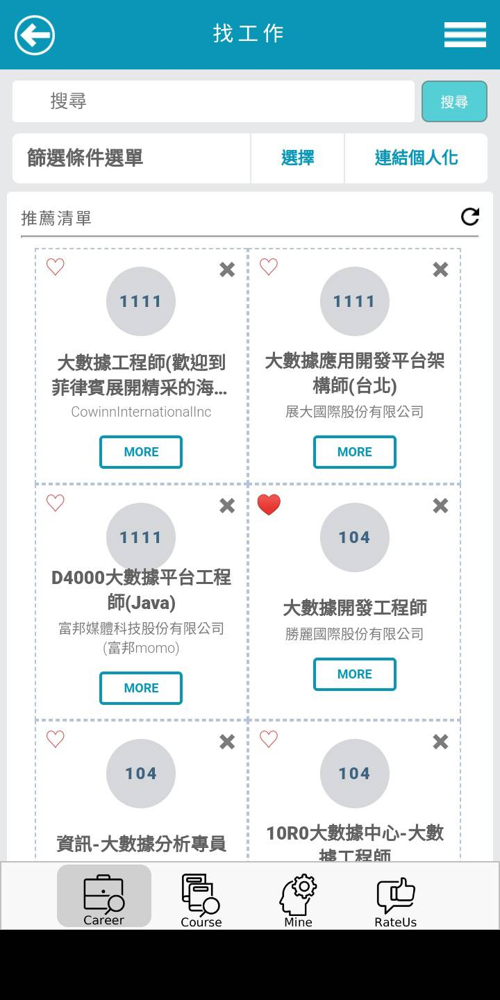 找工作
搜尋
搜尋
篩選條件選單
選擇
連結個人化
推薦清單
1111
大數據工程師(歡迎到
菲律賓展開精采的海...
CowinnInternationalInc
MORE
1111
大數據應用開發平台架
構師(台北)
展大國際股份有限公司
MORE
1111
D4000大數據平台工程
師(Java)
富邦媒體科技股份有限公司
(富邦momo)
MORE
104
大數據開發工程師
勝麗國際股份有限公司
MORE
104
資訊-大數據分析專員
104
10R0大數據中心-大數
據工程師
Career
Course
Mine
RateUs